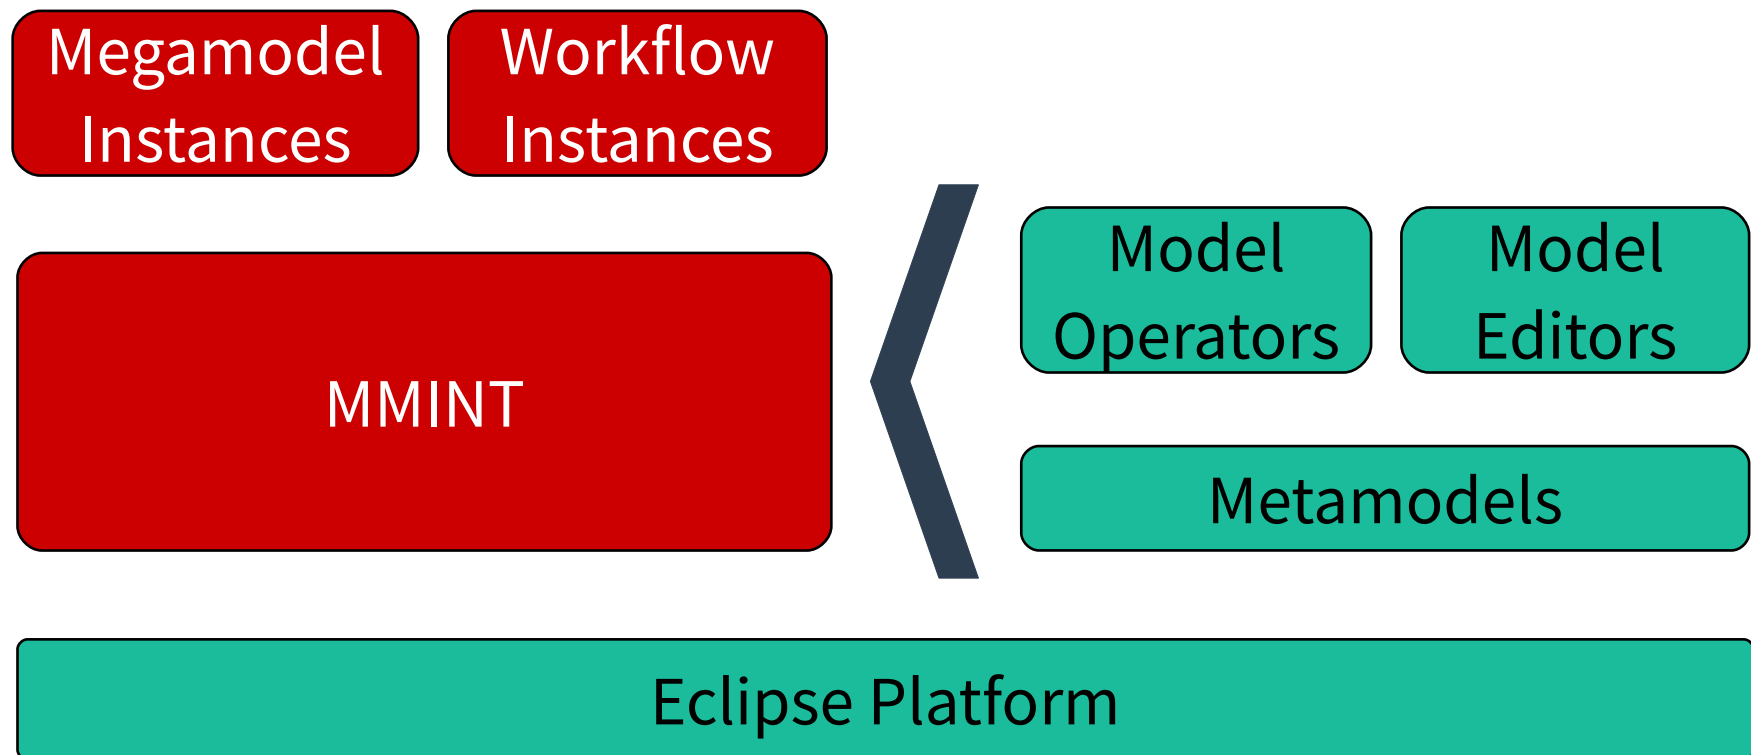 Megamodel
Instances
Workflow
Instances
MMINT
Model
Operators
Model
Editors
Metamodels
Eclipse Platform